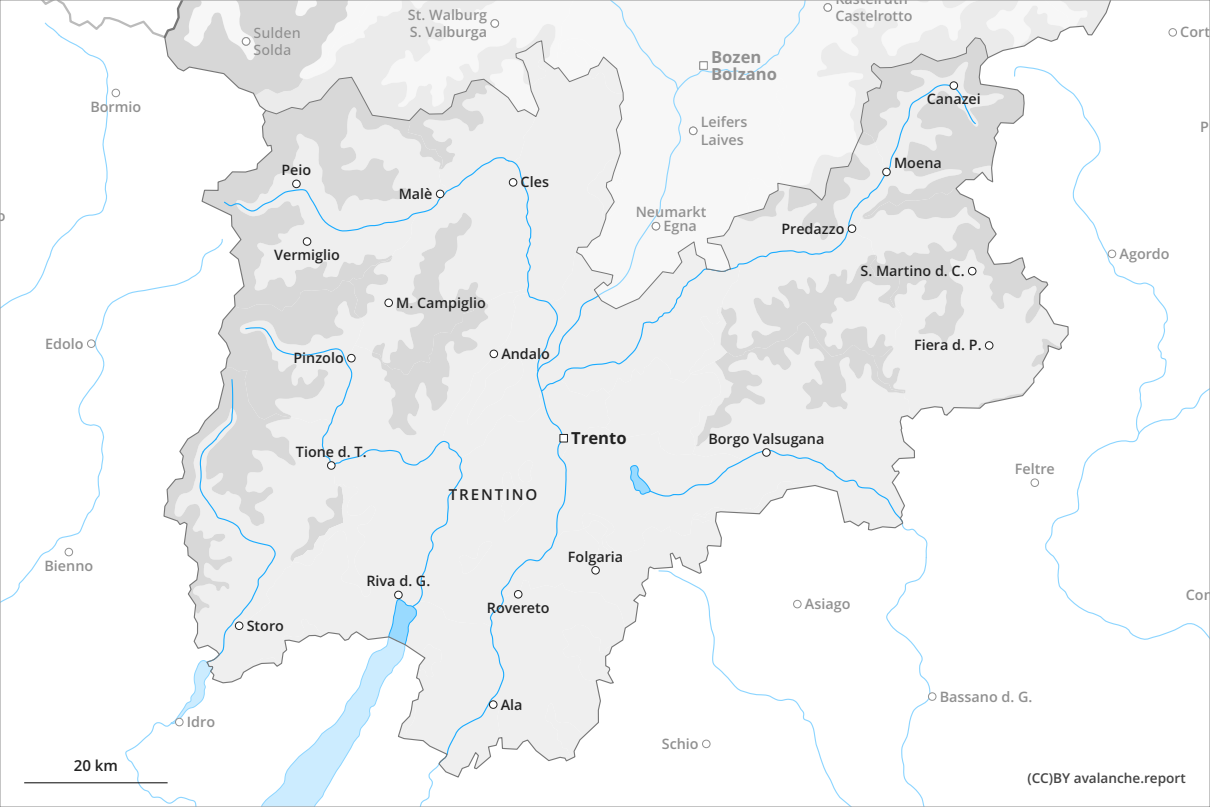 Kastelruth
Castelrotto
St. Walburg
S. Valburga
Sulden
Solda
Cort
Bozen
Bolzano
Bormio
Canazei
Leifers
Laives
P
Moena
Peio
Malè
Cles
Neumarkt
Egna
Predazzo
Vermiglio
Agordo
S. Martino d. C.
M. Campiglio
Edolo
Pinzolo
Andalo
Fiera d. P.
Trento
Borgo Valsugana
Tione d. T.
Feltre
TRENTINO
Bienno
Folgaria
Riva d. G.
Cor
Rovereto
Asiago
Storo
Bassano d. G.
Ala
Idro
Schio
20 km
(CC)BY avalanche.report